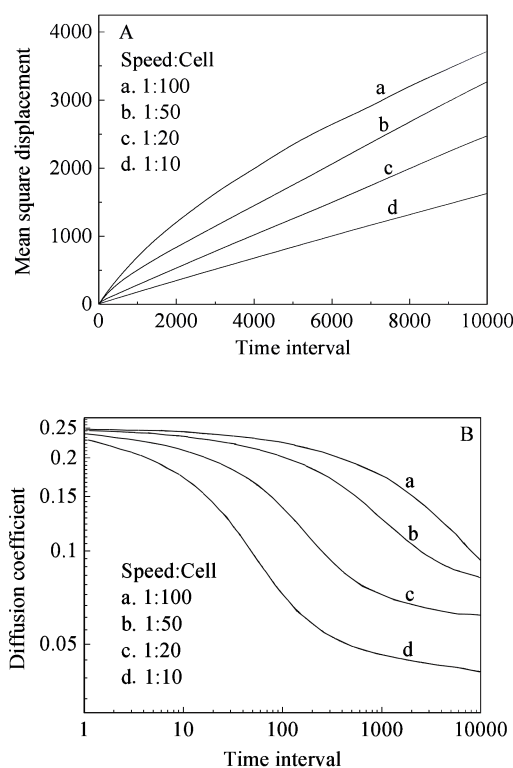 4000
A
Speed:Cell
a. 1:100
b. 1:50
c. 1:20
d. 1:10
3000
2000
1000
0
a
b
c
d
0 2000 4000 6000 8000 10000
Mean square displacement
Time interval
0.25
B
0.2
0.15
0.1
0.05
a
b
c
d
Speed:Cell
a. 1:100
b. 1:50
c. 1:20
d. 1:10
1 10 100 1000 10000
Diffusion coefficient
Time interval